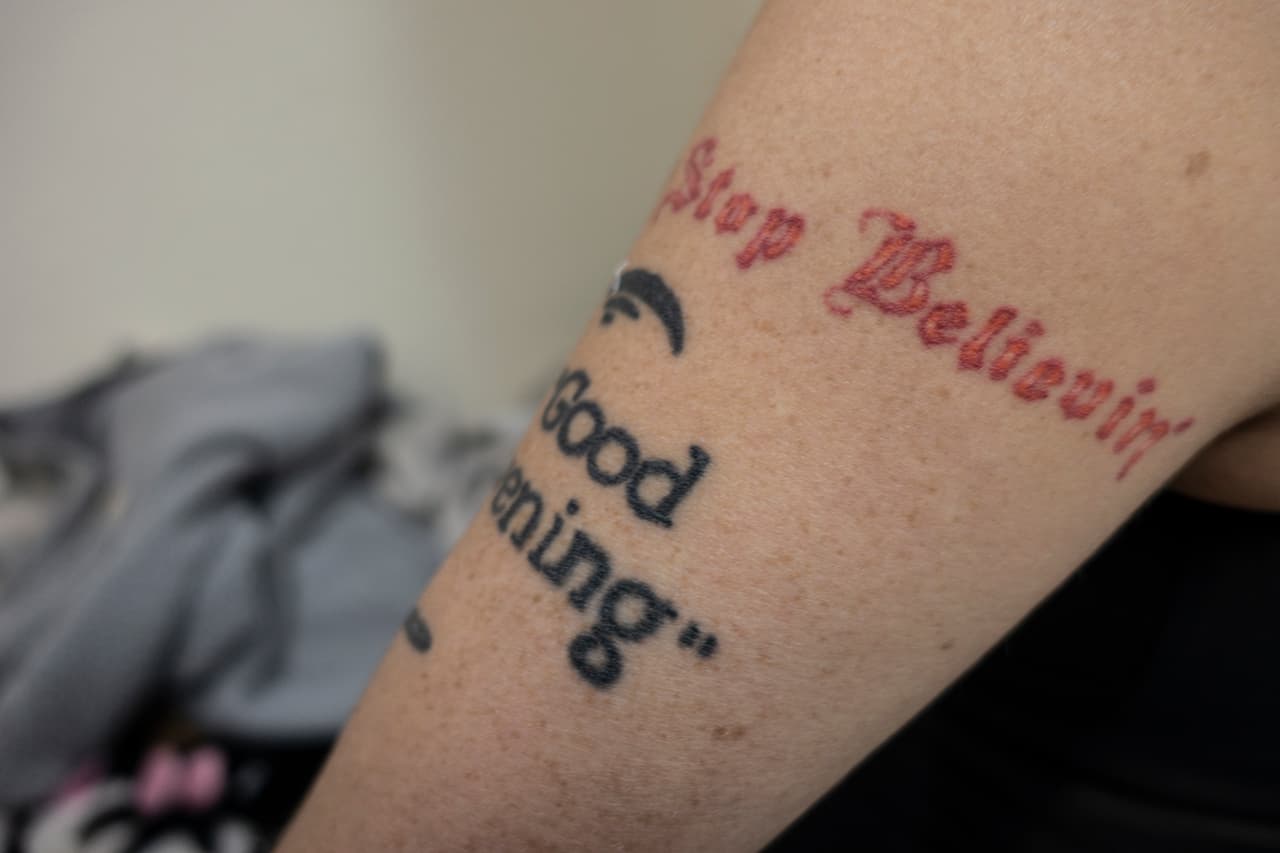 Stop Believin'
"Good
ening"